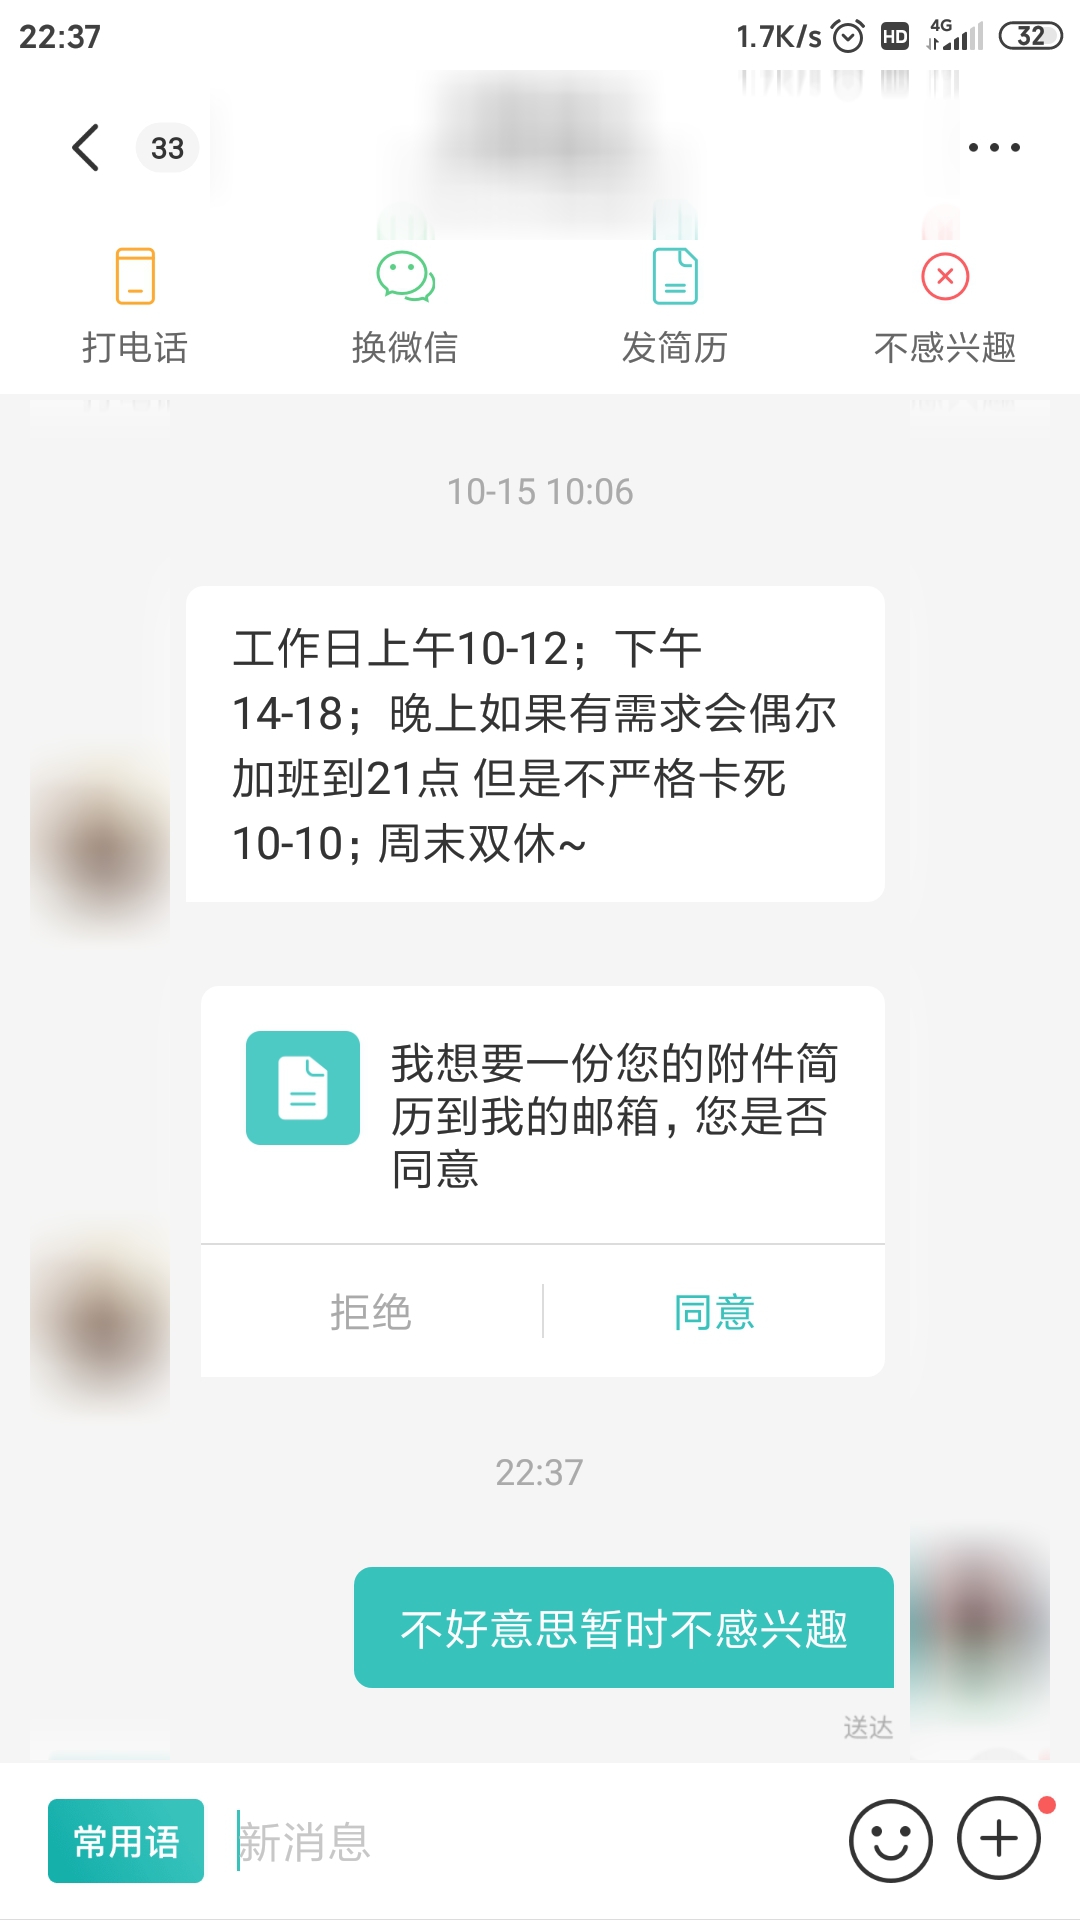 22:37 1.7K/s HD 4G 32
33
打电话 换微信 发简历 不感兴趣
10-15 10:06
工作日上午10-12；下午
14-18；晚上如果有需求会偶尔
加班到21点 但是不严格卡死
10-10；周末双休~
我想要一份您的附件简
历到我的邮箱，您是否
同意
拒绝 同意
22:37
不好意思暂时不感兴趣
送达
常用语 新消息